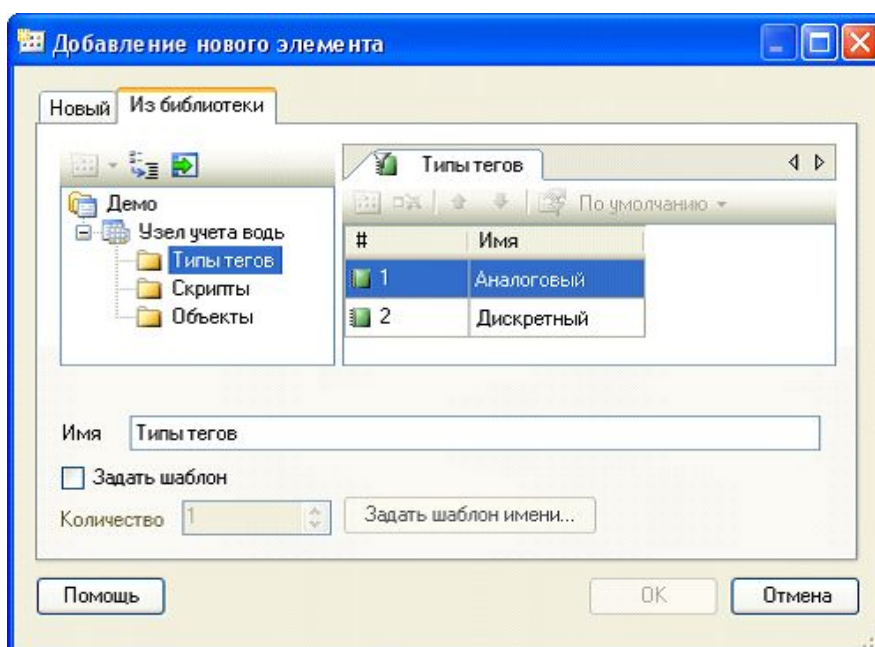 Добавление нового элемента
Новый
Из библиотеки
Типы тегов
Демо
По умолчанию
Узел учета водь
#
Имя
Типы тегов
1
Аналоговый
Скрипты
2
Дискретный
Объекты
Имя
Типы тегов
Задать шаблон
Количество
1
Задать шаблон имени...
Помощь
OK
Отмена